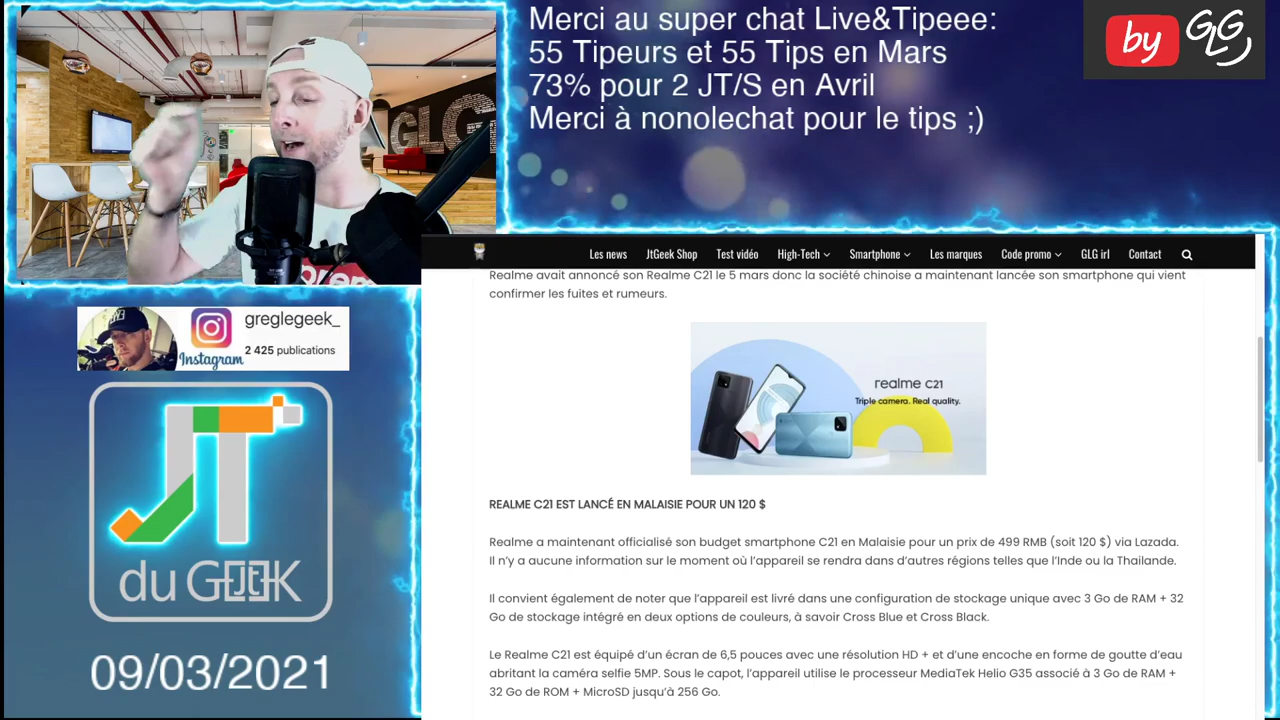 Merci au super chat Live&Tipeee:
55 Tipeurs et 55 Tips en Mars
73% pour 2 JT/S en Avril
Merci à nonolechat pour le tips ;)
by GLG
GLG
greglegeek_
2 425 publications
Instagram
JT
du GEEK
09/03/2021
Les news JtGeek Shop Test vidéo High-Tech Smartphone Les marques Code promo GLG irl Contact
Realme avait annoncé son Realme C21 le 5 mars donc la société chinoise a maintenant lancée son smartphone qui vient
confirmer les fuites et rumeurs.
realme C21
Triple camera. Real quality.
REALME C21 EST LANCÉ EN MALAISIE POUR UN 120 $
Realme a maintenant officialisé son budget smartphone C21 en Malaisie pour un prix de 499 RMB (soit 120 $) via Lazada.
Il n’y a aucune information sur le moment où l’appareil se rendra dans d’autres régions telles que l’Inde ou la Thaïlande.
Il convient également de noter que l’appareil est livré dans une configuration de stockage unique avec 3 Go de RAM + 32
Go de stockage intégré en deux options de couleurs, à savoir Cross Blue et Cross Black.
Le Realme C21 est équipé d’un écran de 6,5 pouces avec une résolution HD + et d’une encoche en forme de goutte d’eau
abritant la caméra selfie 5MP. Sous le capot, l’appareil utilise le processeur MediaTek Helio G35 associé à 3 Go de RAM +
32 Go de ROM + MicroSD jusqu’à 256 Go.